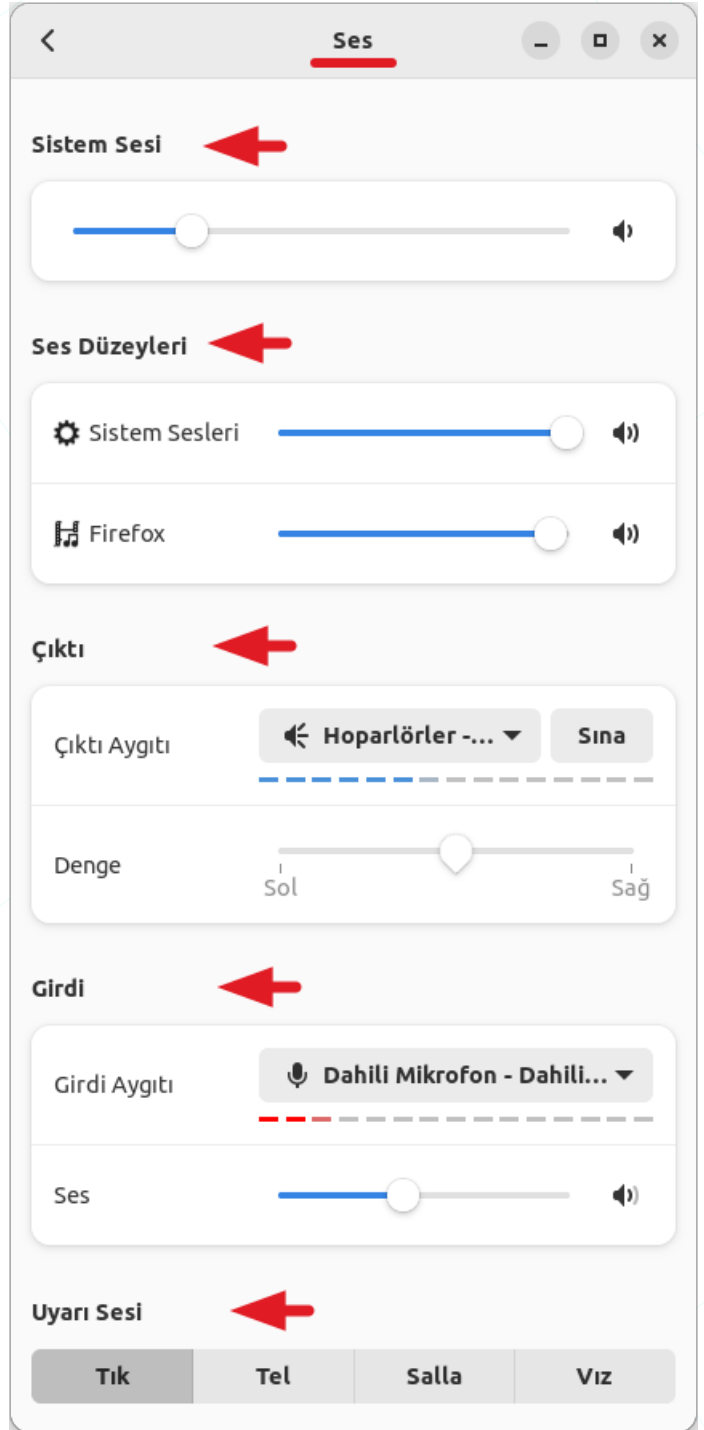 Ses
Sistem Sesi
Ses Düzeyleri
Sistem Sesleri
Firefox
Çıktı
Çıktı Aygıtı
Hoparlörler -...
Sına
Denge
Sol
Sağ
Girdi
Girdi Aygıtı
Dahili Mikrofon - Dahili...
Ses
Uyarı Sesi
Tık
Tel
Salla
Vız